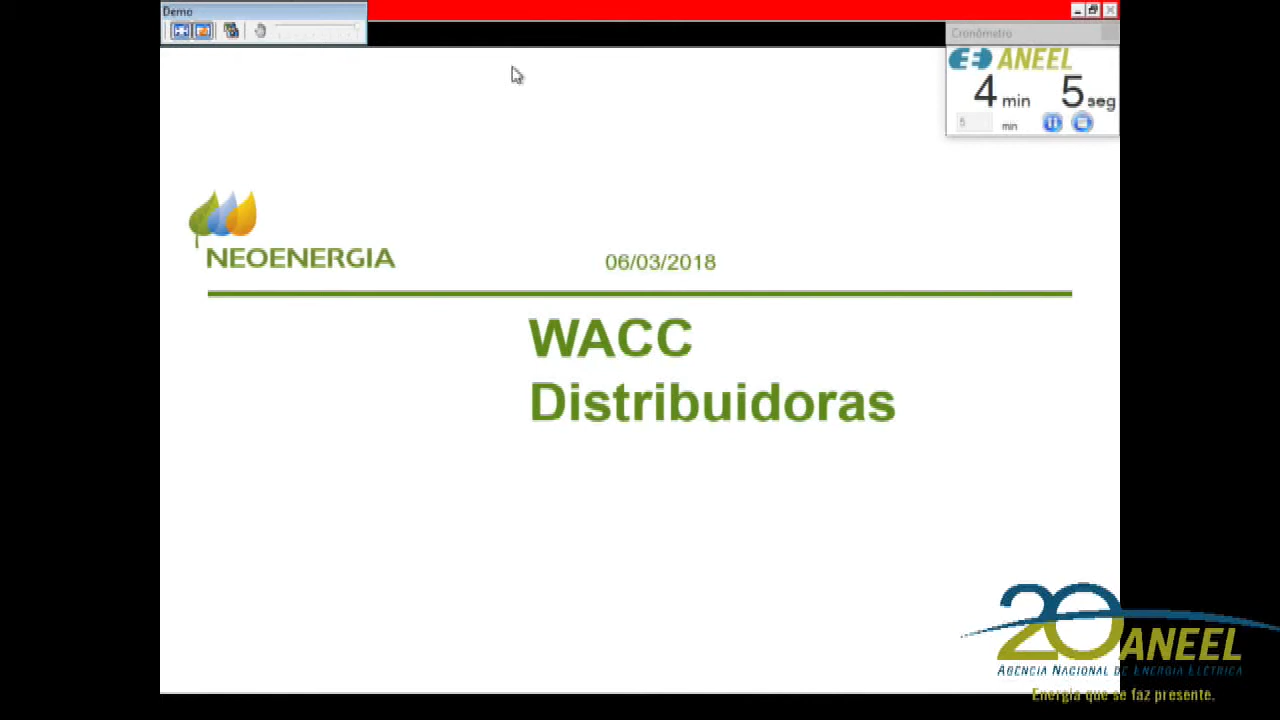 Demo
Cronômetro
ANEEL
4 min 5 seg
5 min
NEOENERGIA
06/03/2018
WACC
Distribuidoras
20 ANEEL
AGÊNCIA NACIONAL DE ENERGIA ELÉTRICA
Energia que se faz presente.